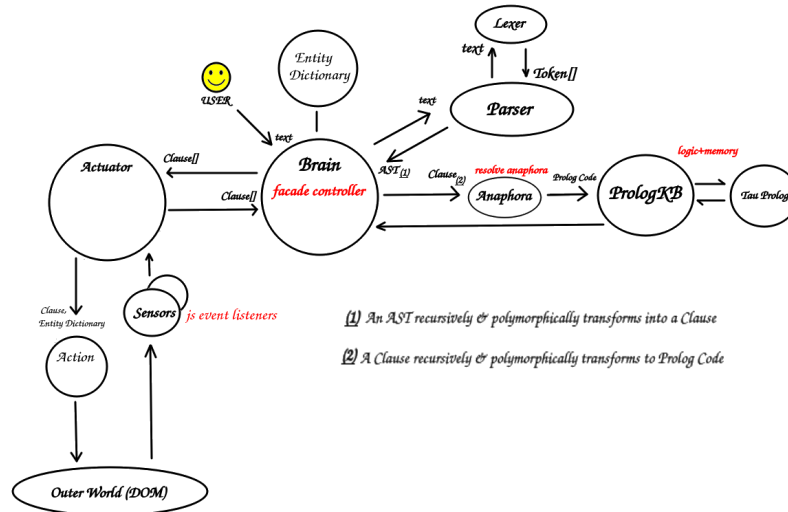 Lexer
text
Token[]
Entity
Dictionary
USER
text
text
Parser
Actuator
Clause[]
Brain
facade controller
AST(1)
Clause(2)
resolve anaphora
Anaphora
Prolog Code
logic+memory
PrologKB
Tau Prolog
Clause[]
Clause,
Entity Dictionary
Sensors
js event listeners
Action
(1) An AST recursively & polymorphically transforms into a Clause
(2) A Clause recursively & polymorphically transforms to Prolog Code
Outer World (DOM)